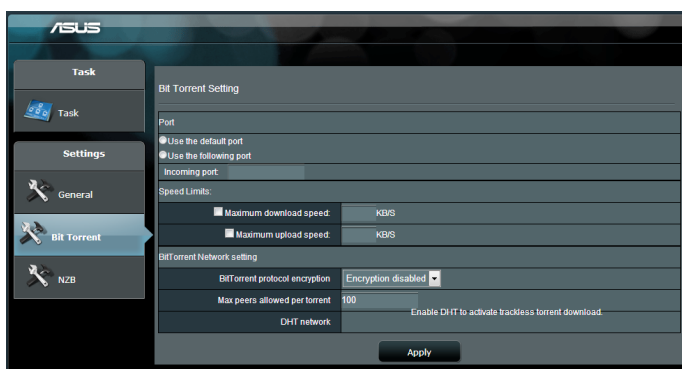 ASUS
Task
Task
Settings
General
Bit Torrent
NZB
Bit Torrent Setting
Port
Use the default port
Use the following port
Incoming port:
Speed Limits:
Maximum download speed: KB/S
Maximum upload speed: KB/S
BitTorrent Network setting
BitTorrent protocol encryption Encryption disabled
Max peers allowed per torrent 100
DHT network Enable DHT to activate trackless torrent download.
Apply